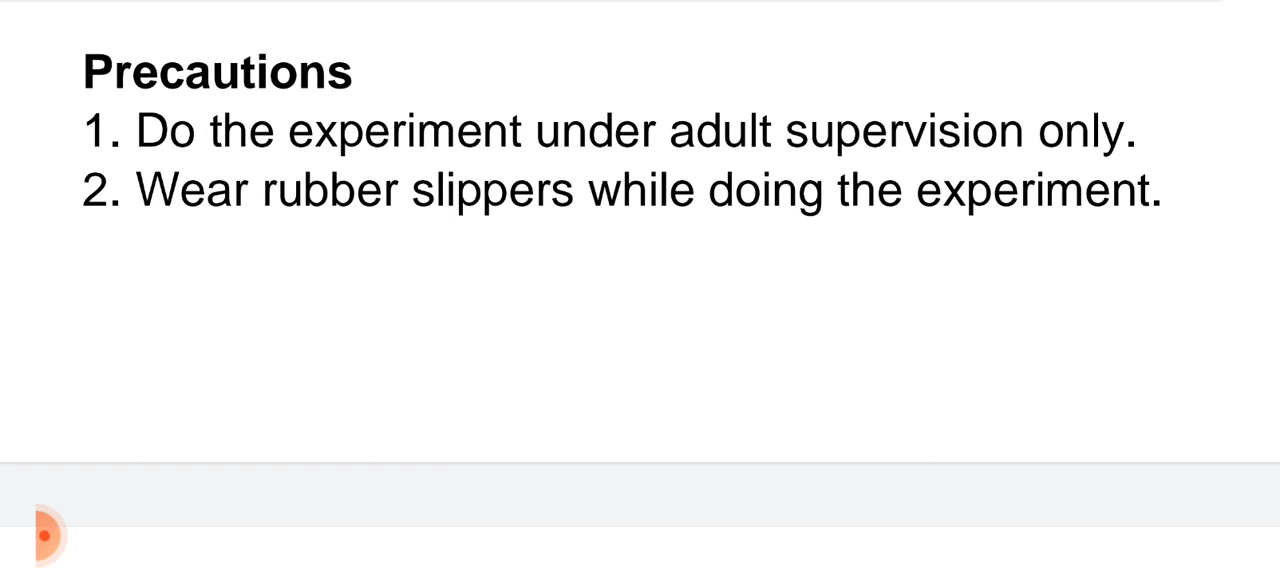 Precautions
1. Do the experiment under adult supervision only.
2. Wear rubber slippers while doing the experiment.